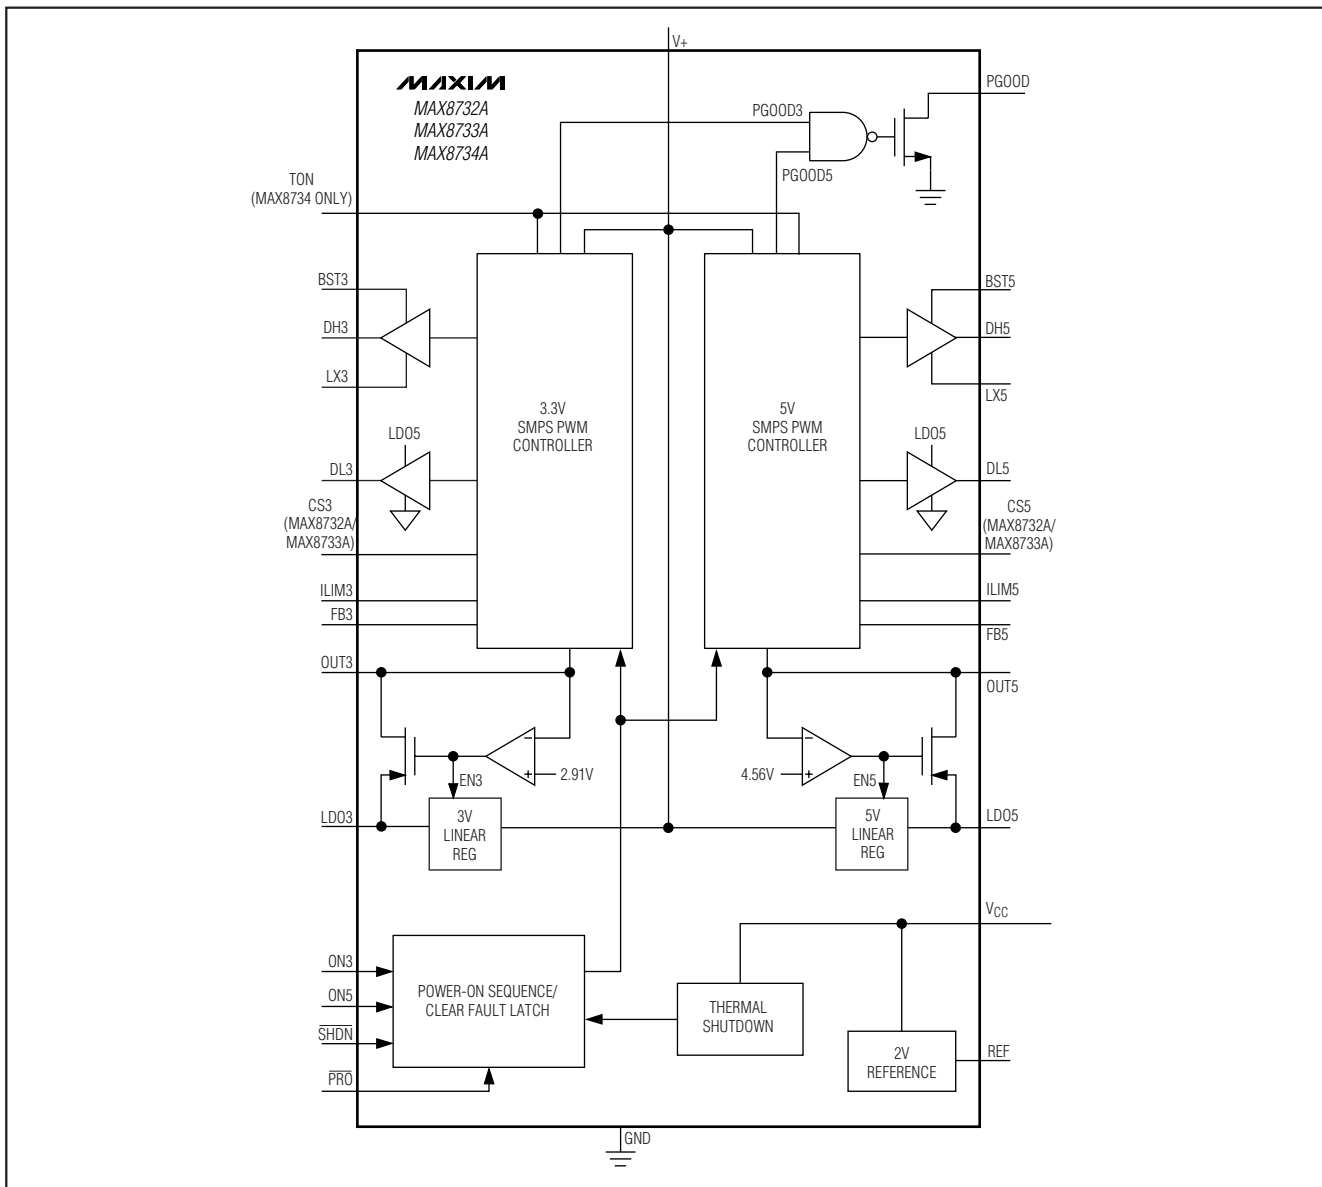 V+
MAXIM
MAX8732A
MAX8733A
MAX8734A
PGOOD3
PGOOD
PGOOD5
TON
(MAX8734 ONLY)
BST3
BST5
DH3
DH5
LX3
LX5
3.3V
SMPS PWM
CONTROLLER
5V
SMPS PWM
CONTROLLER
LDO5
LDO5
DL3
DL5
CS3
(MAX8732A/
MAX8733A)
CS5
(MAX8732A/
MAX8733A)
ILIM3
ILIM5
FB3
FB5
OUT3
OUT5
−
+
2.91V
−
+
4.56V
EN3
EN5
LDO3
3V
LINEAR
REG
5V
LINEAR
REG
LDO5
VCC
ON3
ON5
SHDN
PRO
POWER-ON SEQUENCE/
CLEAR FAULT LATCH
THERMAL
SHUTDOWN
2V
REFERENCE
REF
GND